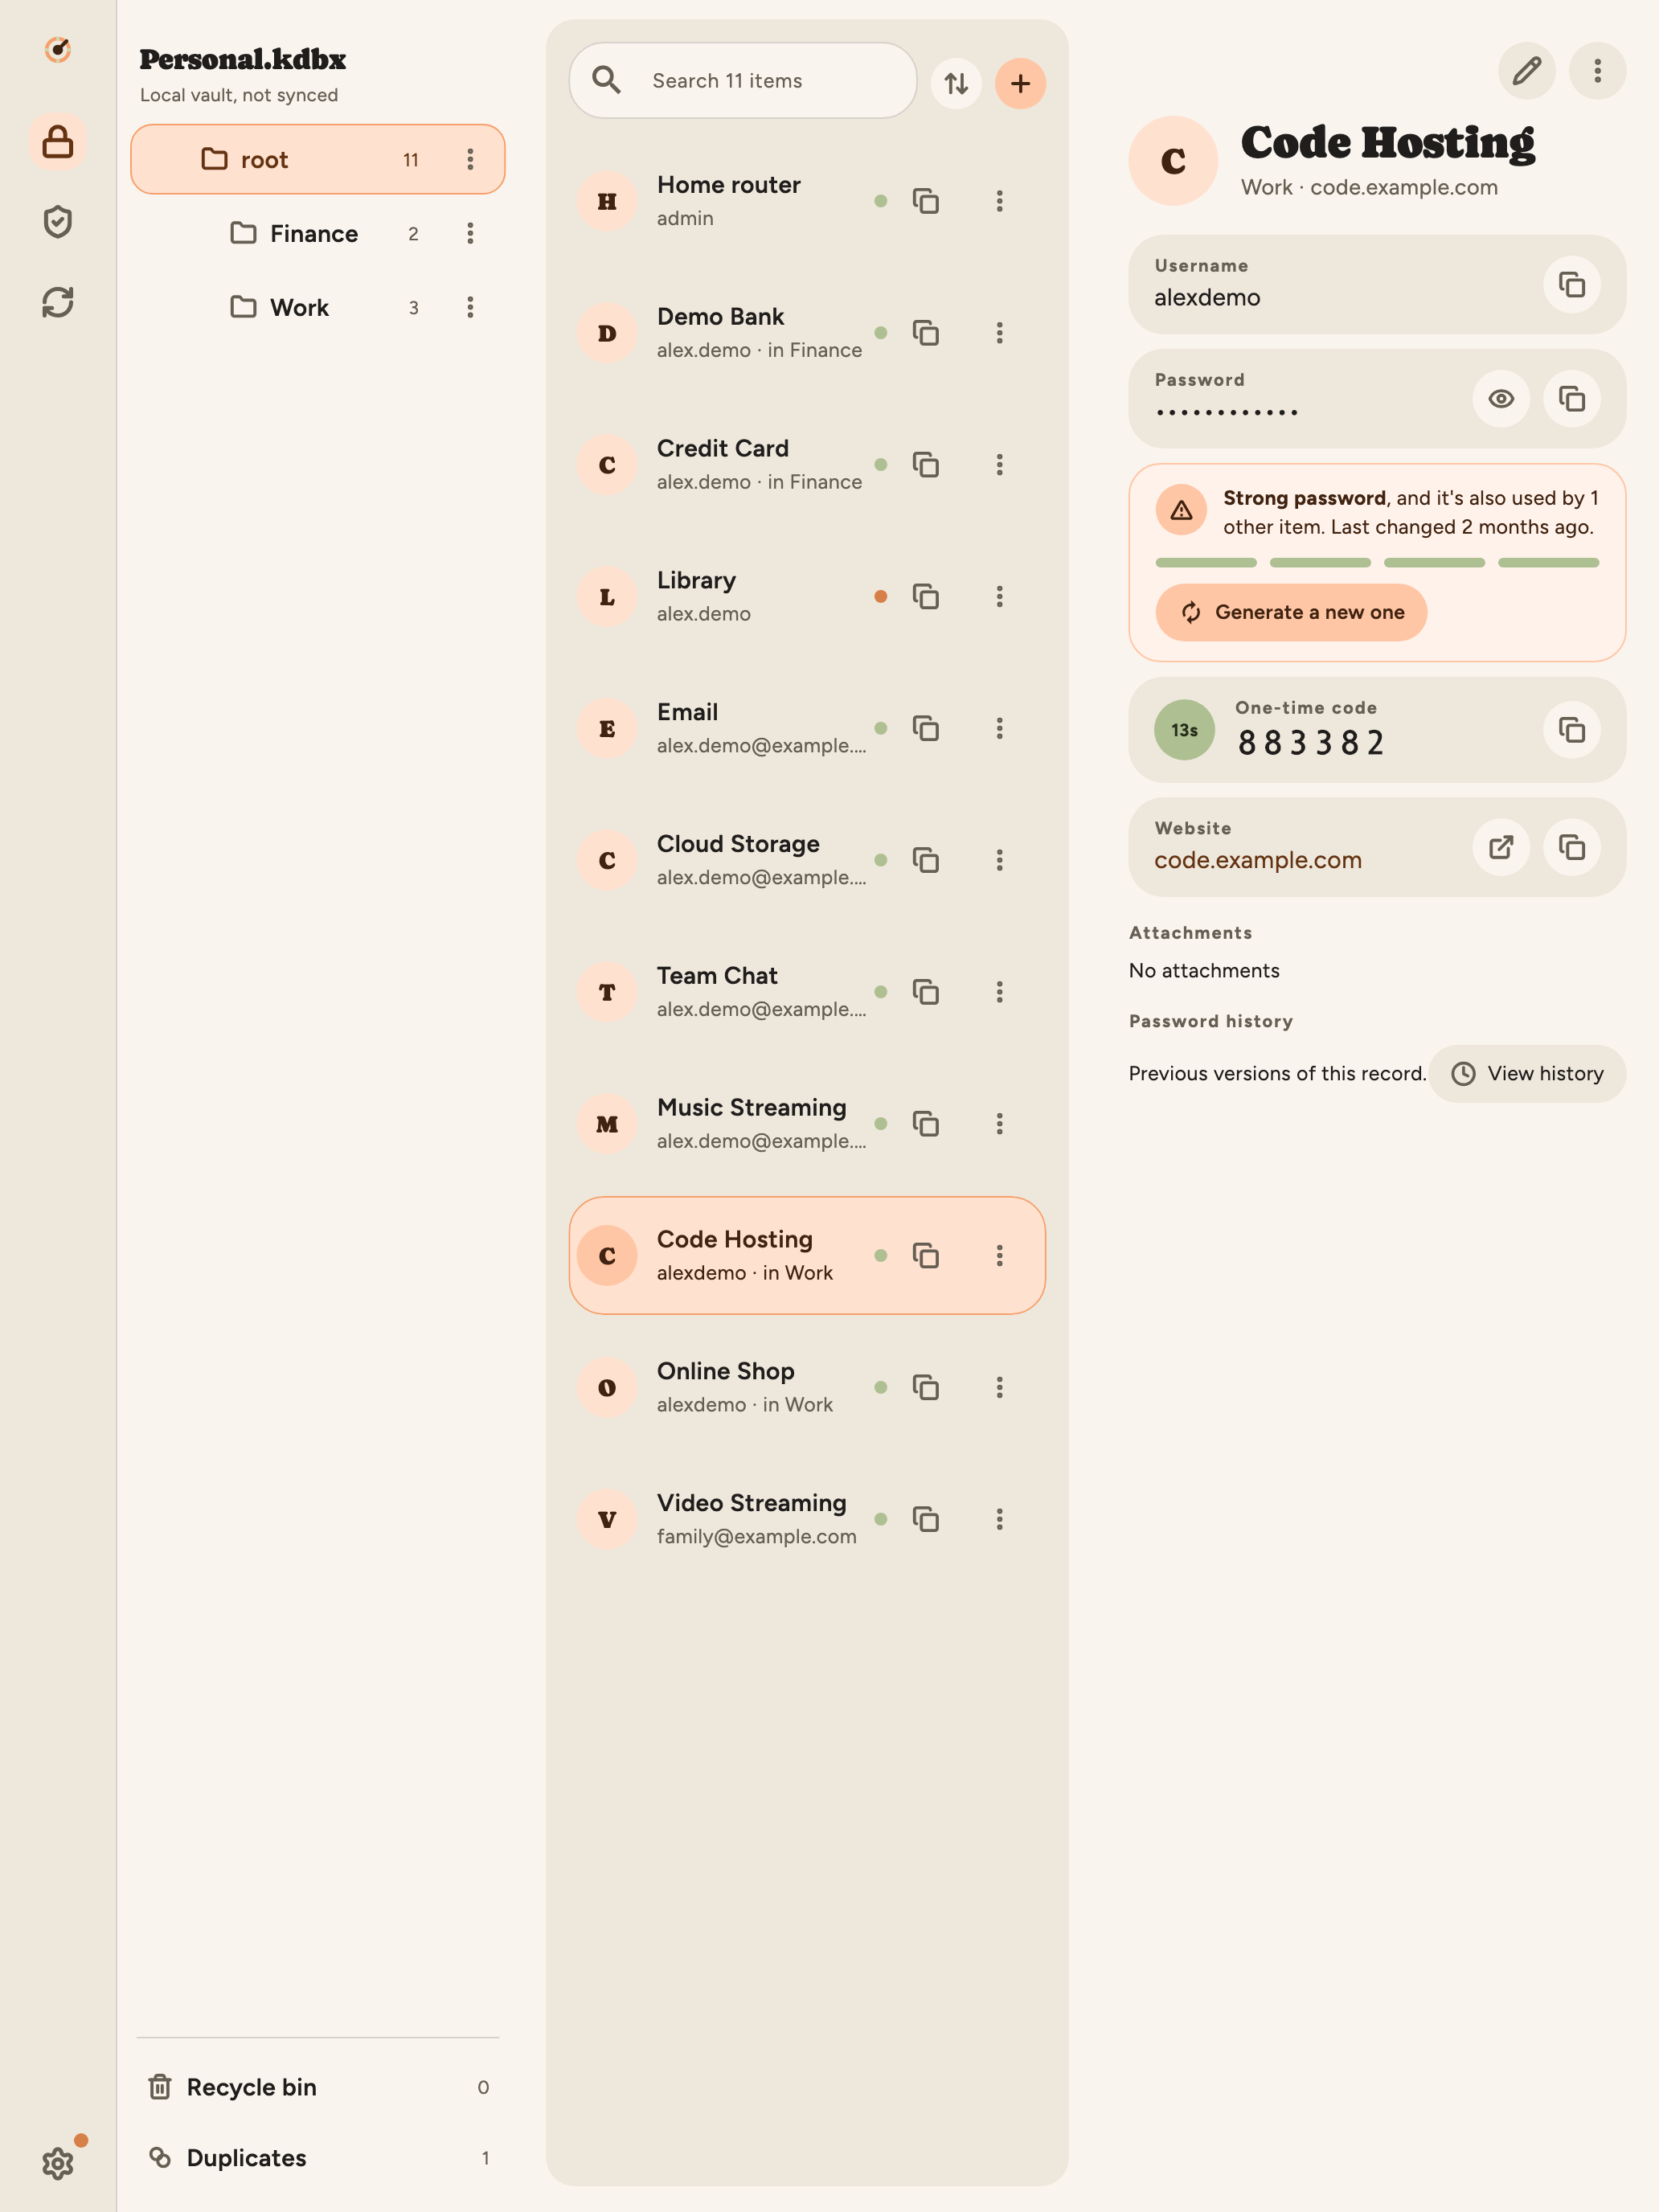 Personal.kdbx
Local vault, not synced
root 11
Finance 2
Work 3
Recycle bin 0
Duplicates 1
Search 11 items
H
Home router
admin
D
Demo Bank
alex.demo · in Finance
C
Credit Card
alex.demo · in Finance
L
Library
alex.demo
E
Email
alex.demo@example....
C
Cloud Storage
alex.demo@example....
T
Team Chat
alex.demo@example....
M
Music Streaming
alex.demo@example....
C
Code Hosting
alexdemo · in Work
O
Online Shop
alexdemo · in Work
V
Video Streaming
family@example.com
C
Code Hosting
Work · code.example.com
Username
alexdemo
Password
••••••••••••
Strong password, and it's also used by 1
other item. Last changed 2 months ago.
Generate a new one
13s
One-time code
883382
Website
code.example.com
Attachments
No attachments
Password history
Previous versions of this record.
View history